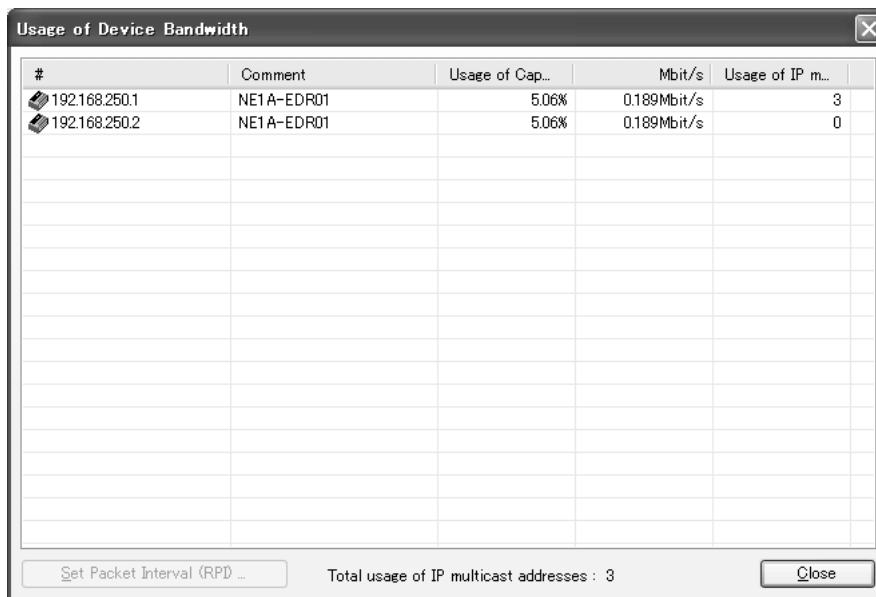 Usage of Device Bandwidth
# Comment Usage of Cap... Mbit/s Usage of IP m...
192.168.250.1 NE1A-EDR01 5.06% 0.189Mbit/s 3
192.168.250.2 NE1A-EDR01 5.06% 0.189Mbit/s 0
Set Packet Interval (RPI) ... Total usage of IP multicast addresses : 3 Close